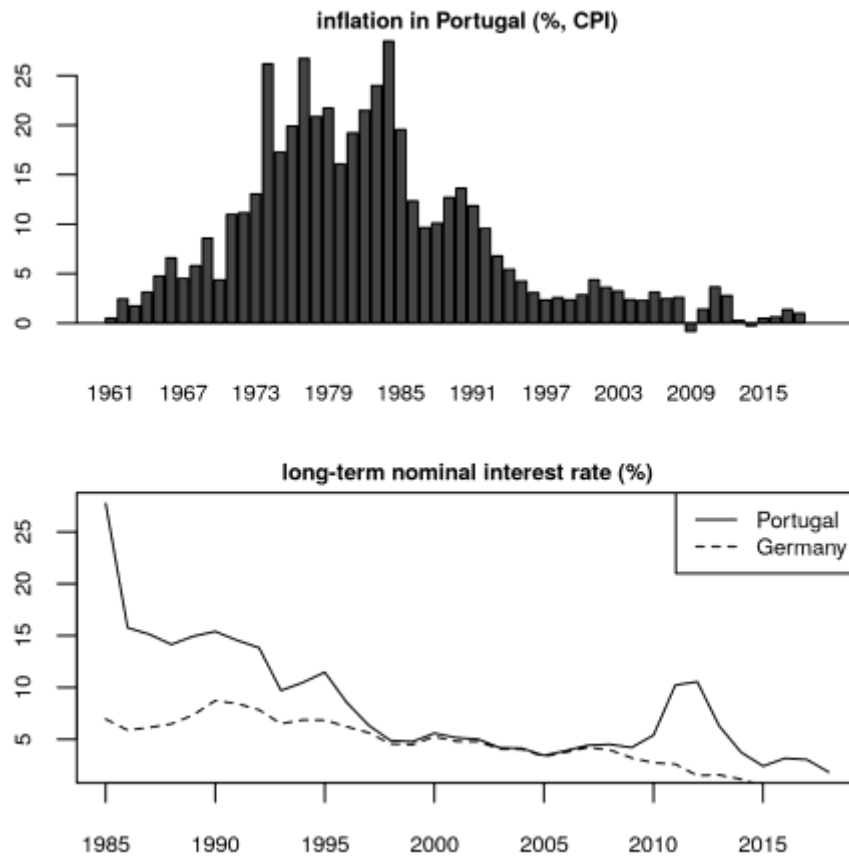 inflation in Portugal (%, CPI)
25
20
15
10
5
0
1961 1967 1973 1979 1985 1991 1997 2003 2009 2015
long-term nominal interest rate (%)
Portugal
Germany
25
20
15
10
5
1985 1990 1995 2000 2005 2010 2015